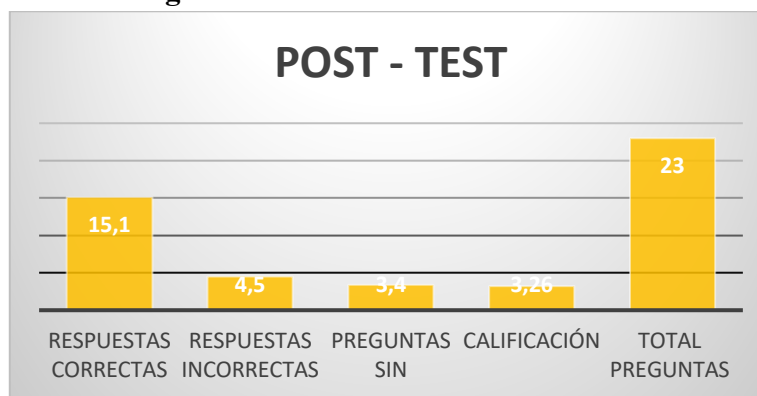 POST - TEST
23
15,1
4,5
3,4
3,26
RESPUESTAS CORRECTAS
RESPUESTAS INCORRECTAS
PREGUNTAS SIN
CALIFICACIÓN
TOTAL PREGUNTAS